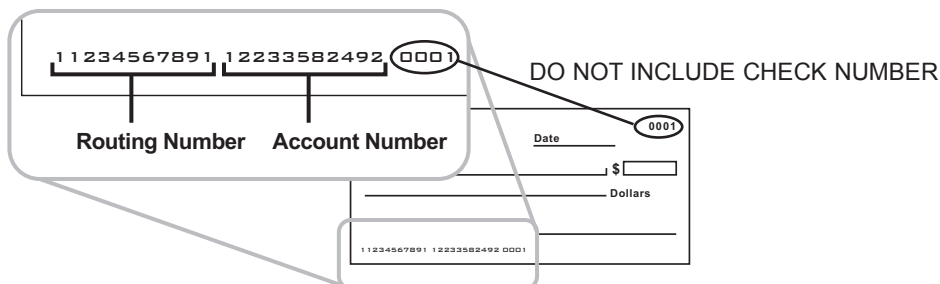 11234567891 12233582492 0001
DO NOT INCLUDE CHECK NUMBER
Routing Number Account Number
0001
Date
$
Dollars
11234567891 12233582492 0001